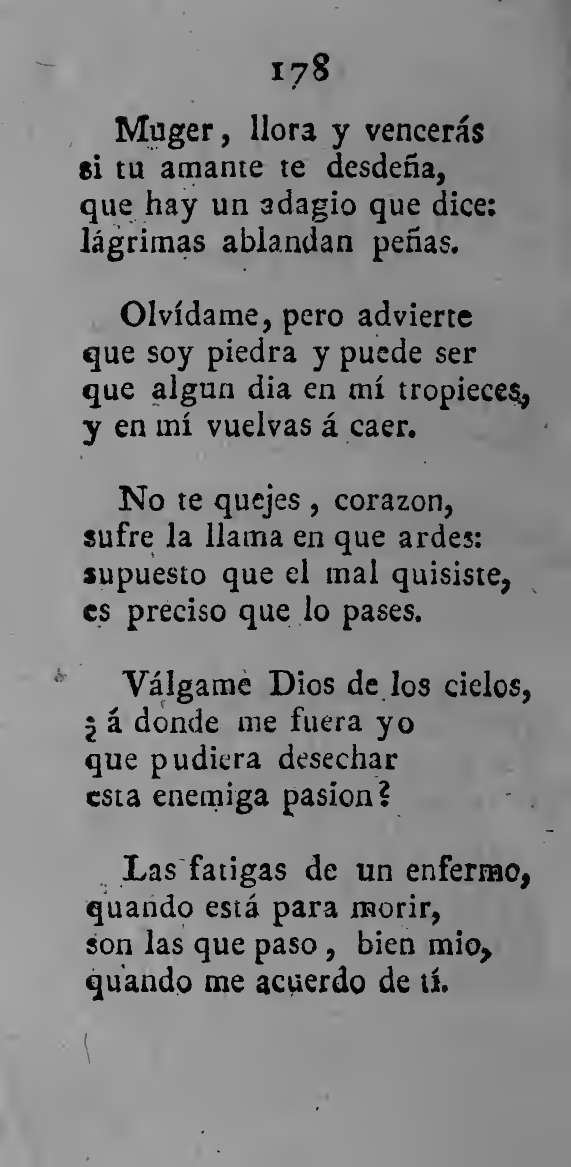 178
Muger, llora y vencerás
si tu amante te desdeña,
que hay un adagio que dice:
lágrimas ablandan peñas.
Olvídame, pero advierte
que soy piedra y puede ser
que algun dia en mí tropieces,
y en mí vuelvas á caer.
No te quejes, corazon,
sufre la llama en que ardes:
supuesto que el mal quisiste,
es preciso que lo pases.
Válgame Dios de los cielos,
¿á donde me fuera yo
que pudiera desechar
esta enemiga pasion?
Las fatigas de un enfermo,
quando está para morir,
son las que paso, bien mio,
quando me acuerdo de tí.